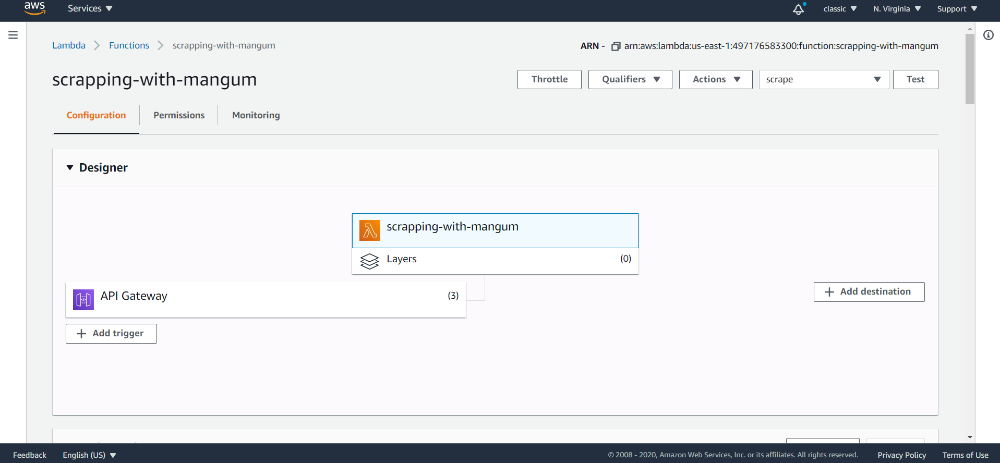 aws Services classic N. Virginia Support
Lambda Functions scrapping-with-mangum ARN - arn:aws:lambda:us-east-1:497176583300:function:scrapping-with-mangum
scrapping-with-mangum Throttle Qualifiers Actions scrape Test
Configuration Permissions Monitoring
Designer
scrapping-with-mangum
Layers (0)
API Gateway (3)
Add destination
Add trigger
Feedback English (US) © 2008 - 2020, Amazon Web Services, Inc. or its affiliates. All rights reserved. Privacy Policy Terms of Use